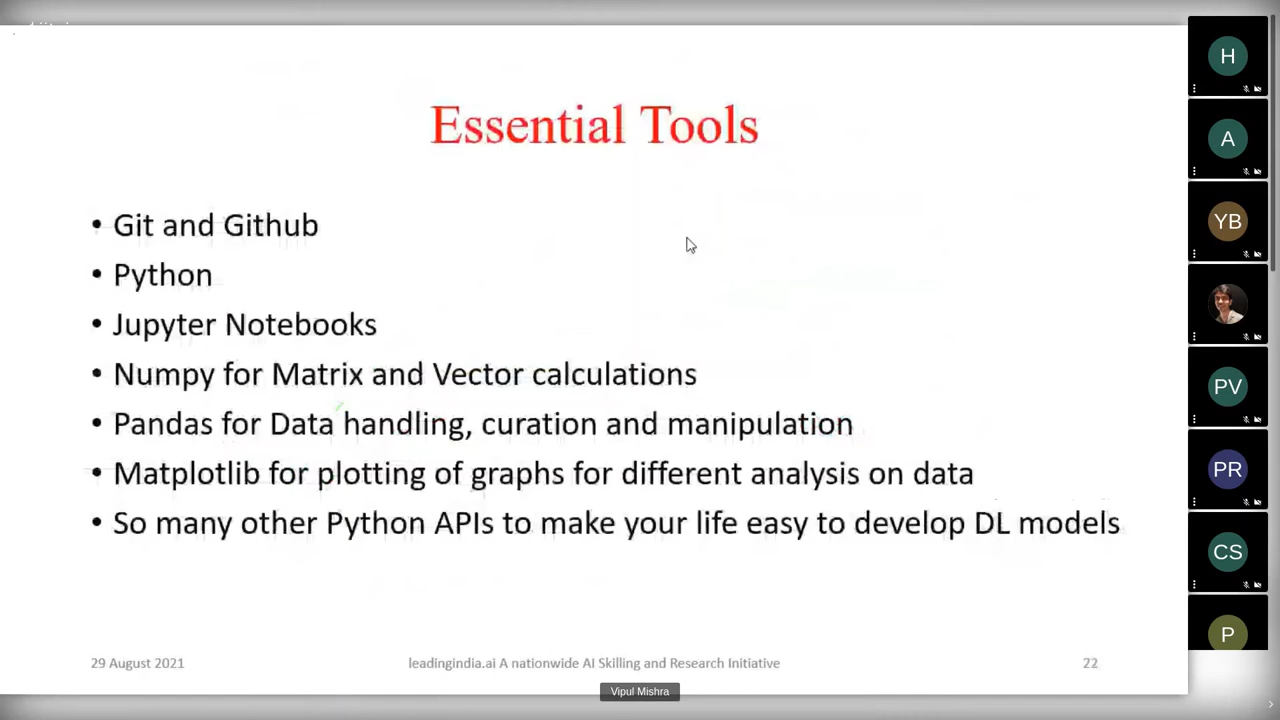 Essential Tools
• Git and Github
• Python
• Jupyter Notebooks
• Numpy for Matrix and Vector calculations
• Pandas for Data handling, curation and manipulation
• Matplotlib for plotting of graphs for different analysis on data
• So many other Python APIs to make your life easy to develop DL models
29 August 2021
leadingindia.ai A nationwide AI Skilling and Research Initiative
22
Vipul Mishra
H
A
YB
PV
PR
CS
P